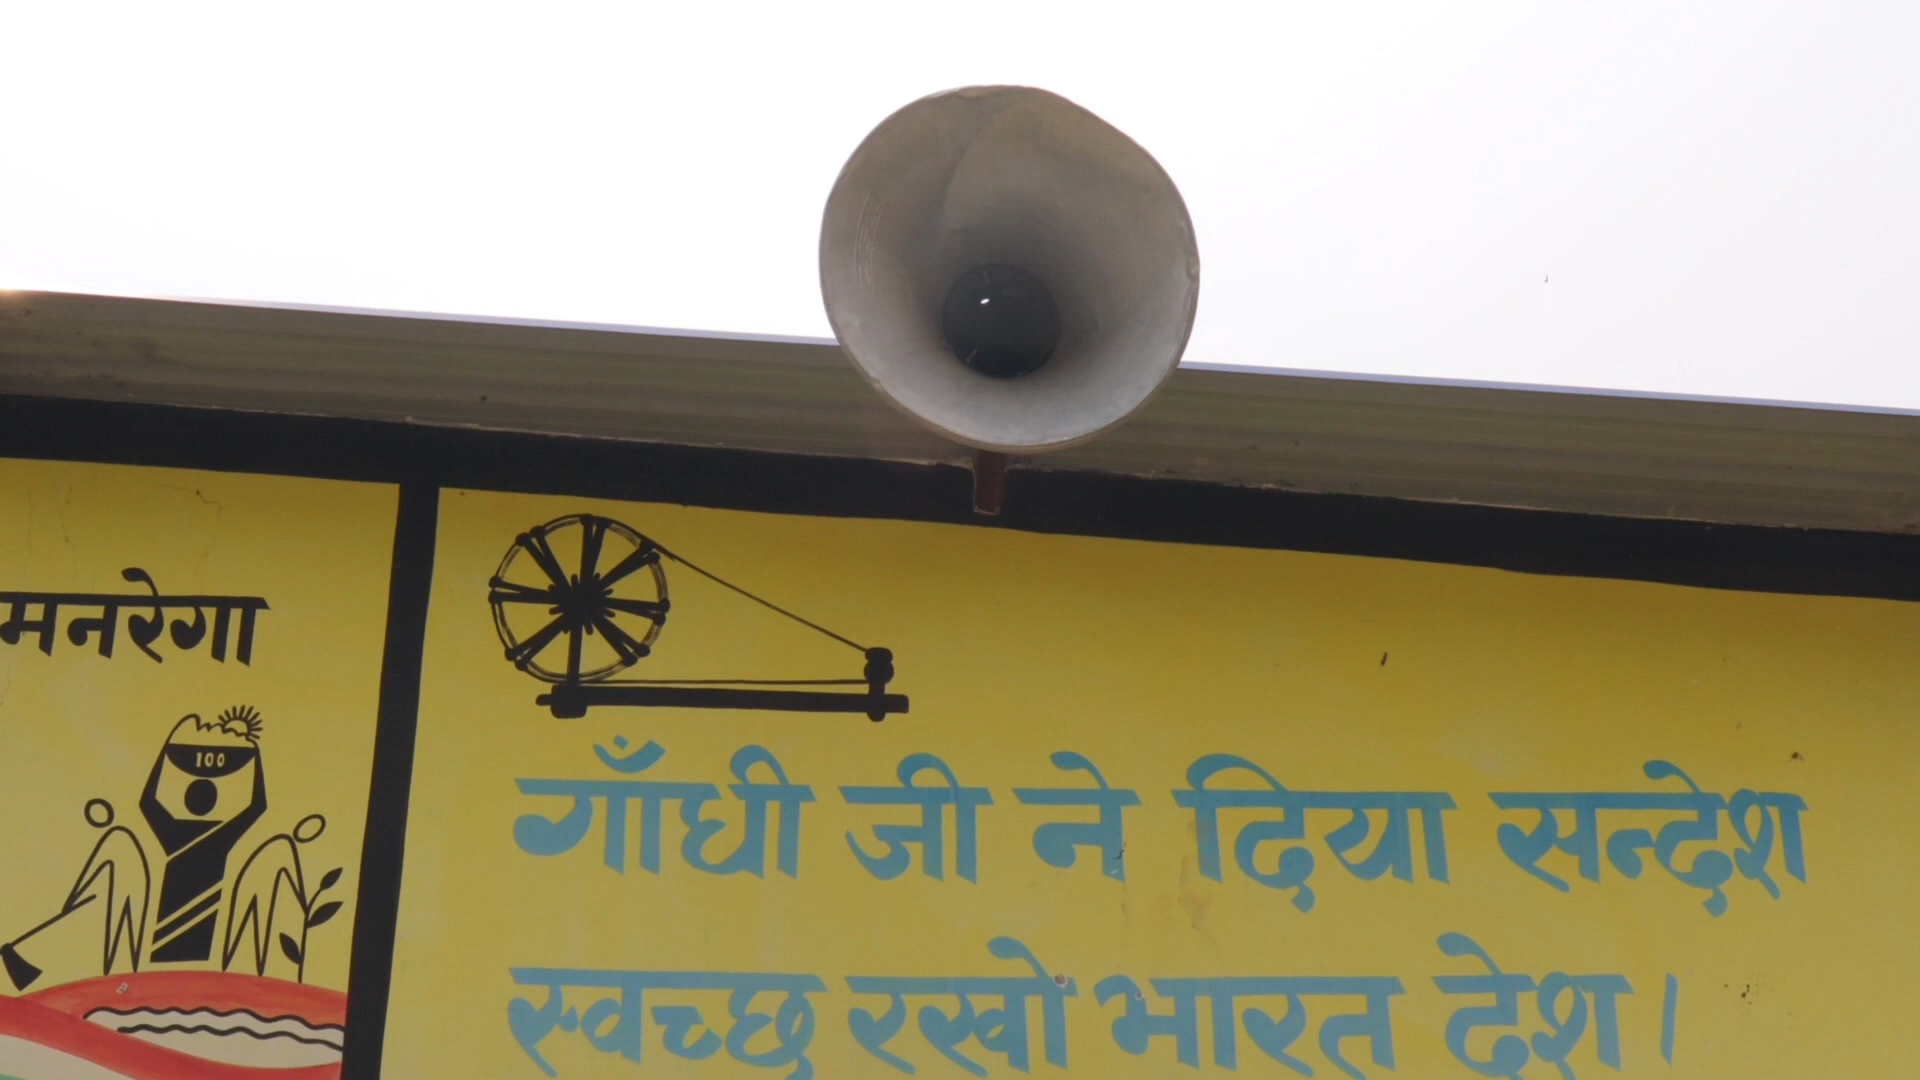 मनरेगा
100
गाँधी जी ने दिया सन्देश
स्वच्छ रखो भारत देश।